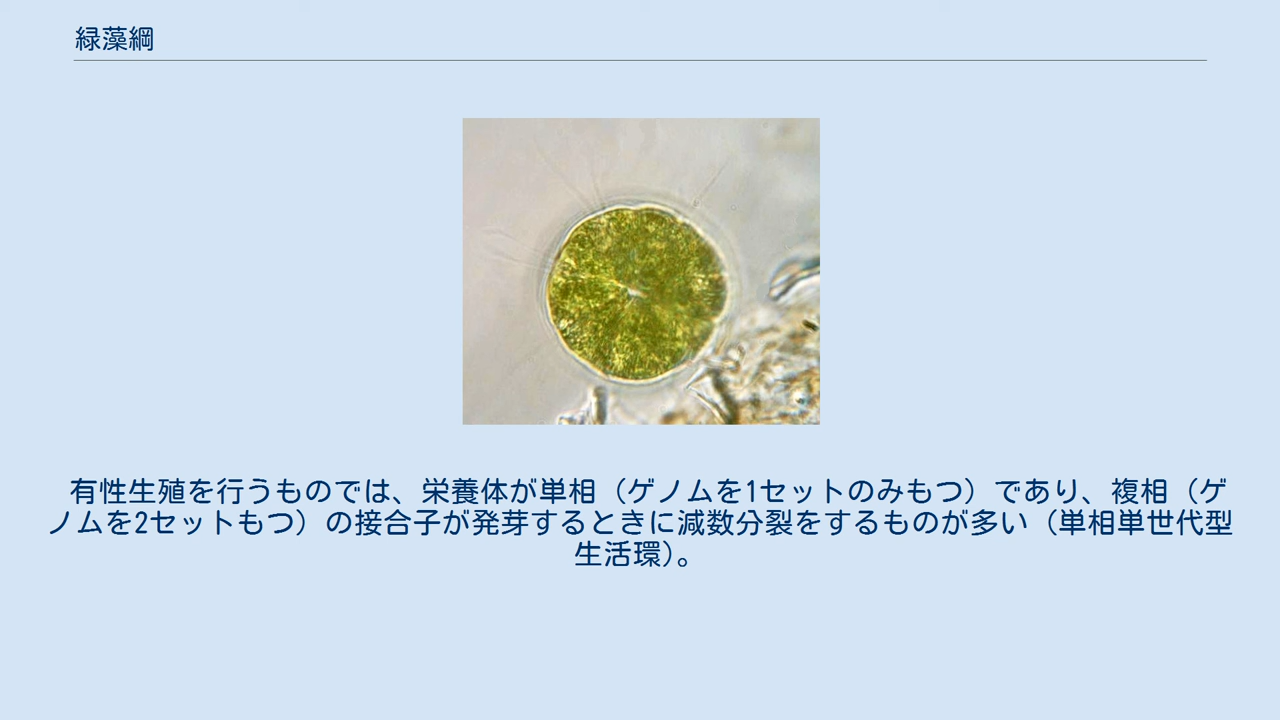 緑藻綱
有性生殖を行うものでは、栄養体が単相（ゲノムを1セットのみもつ）であり、複相（ゲ
ノムを2セットもつ）の接合子が発芽するときに減数分裂をするものが多い（単相単世代型
生活環）。